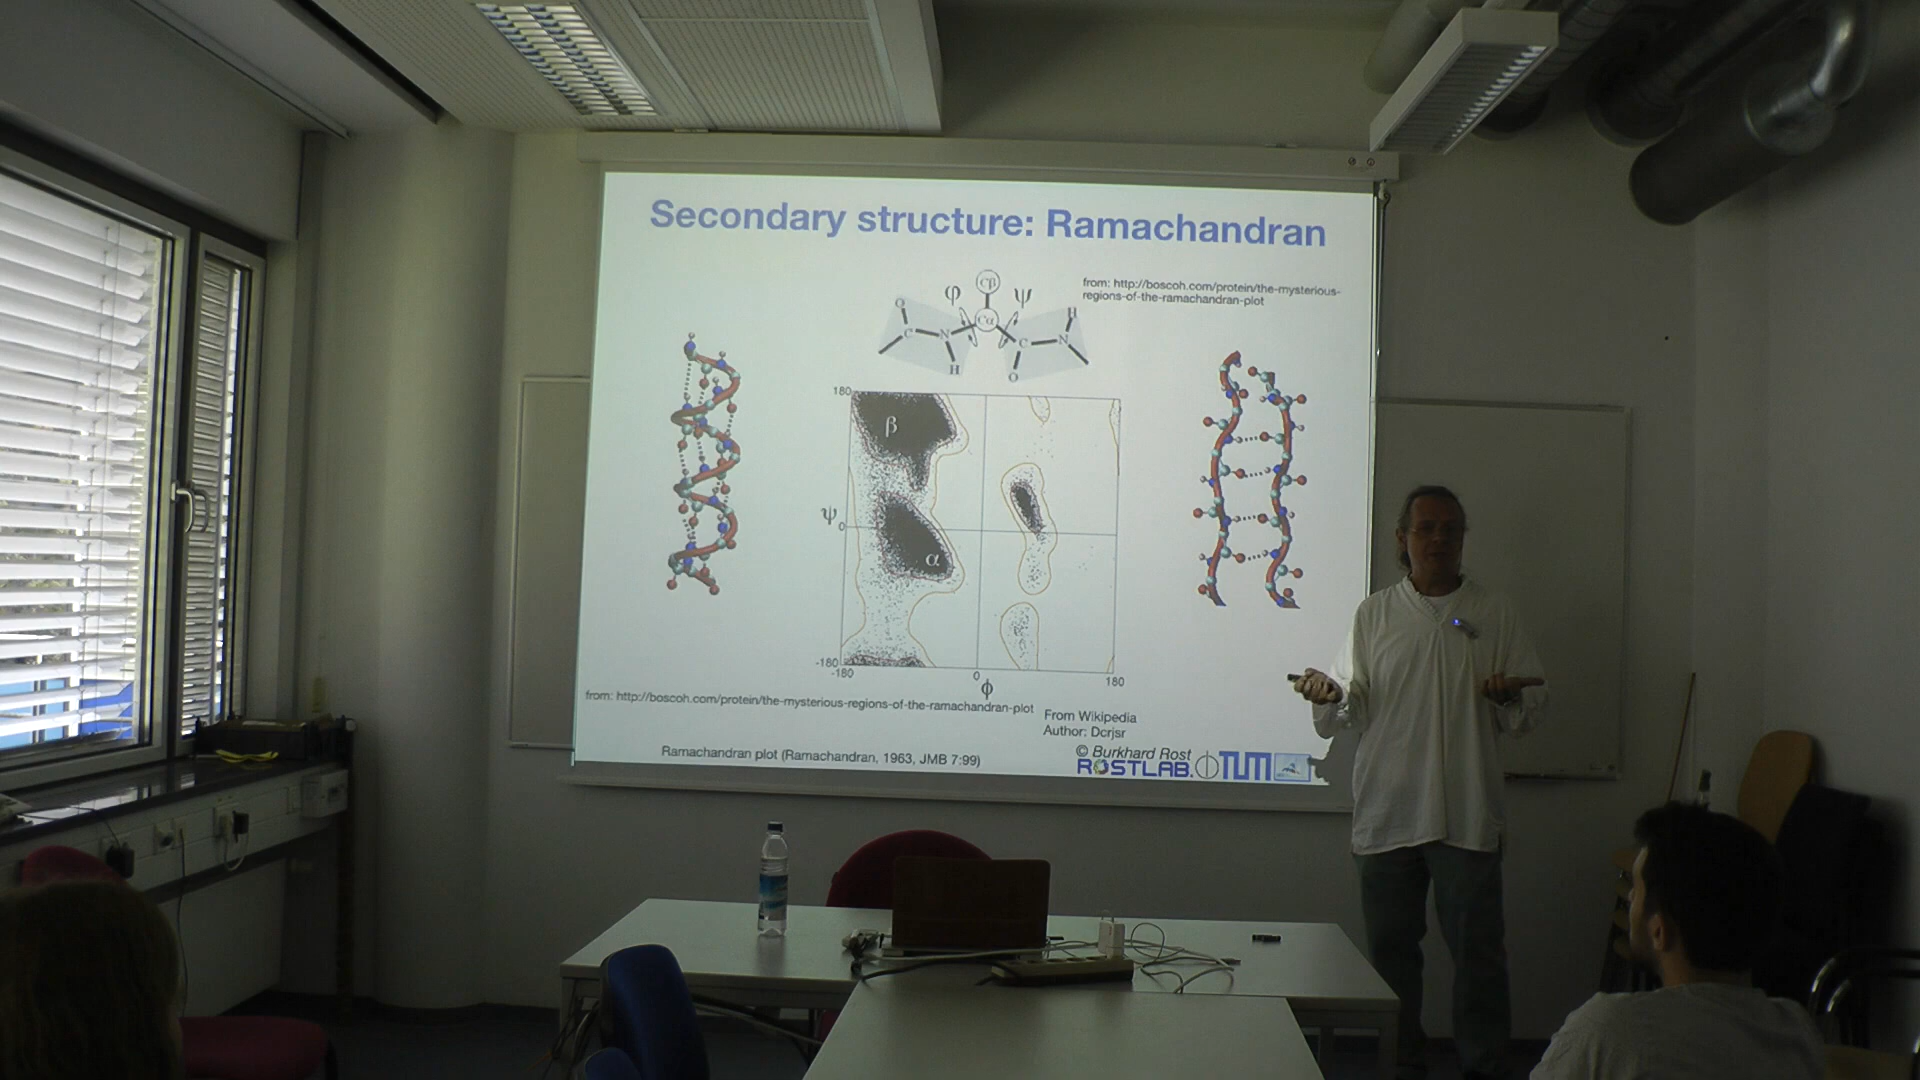 Secondary structure: Ramachandran
from: http://boscoh.com/protein/the-mysterious-
regions-of-the-ramachandran-plot
Cβ
φ ψ
O Cα H
C N C N
H O
180
β
ψ 0
α
-180
-180 0 180
ϕ
from: http://boscoh.com/protein/the-mysterious-regions-of-the-ramachandran-plot
From Wikipedia
Author: Dcrjsr
Ramachandran plot (Ramachandran, 1963, JMB 7:99)
© Burkhard Rost
ROSTLAB. TUM